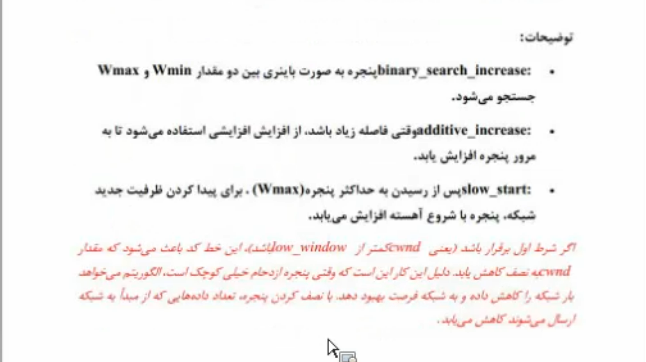 توضیحات:
• binary_search_increase: پنجره به صورت باینری بین دو مقدار Wmin و Wmax
جستجو می‌شود.
• additive_increase: وقتی فاصله زیاد باشد، از افزایش افزایشی استفاده می‌شود تا به
مرور پنجره افزایش یابد.
• slow_start: پس از رسیدن به حداکثر پنجره(Wmax) ، برای پیدا کردن ظرفیت جدید
شبکه، پنجره با شروع آهسته افزایش می‌یابد.
اگر شرط اول برقرار باشد (یعنی cwnd کمتر از low_window باشد)، این خط کد باعث می‌شود که مقدار
cwnd به نصف کاهش یابد. دلیل این کار این است که وقتی پنجره ازدحام خیلی کوچک است، الگوریتم می‌خواهد
بار شبکه را کاهش داده و به شبکه فرصت بهبود دهد. با نصف کردن پنجره، تعداد داده‌هایی که از مبدأ به شبکه
ارسال می‌شوند کاهش می‌یابد.